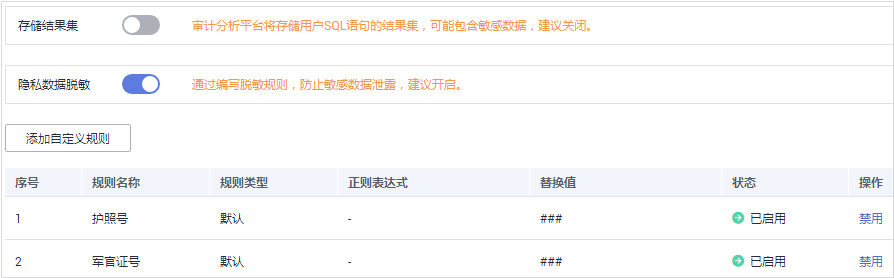 存储结果集 审计分析平台将存储用户SQL语句的结果集，可能包含敏感数据，建议关闭。
隐私数据脱敏 通过编写脱敏规则，防止敏感数据泄露，建议开启。
添加自定义规则
序号 规则名称 规则类型 正则表达式 替换值 状态 操作
1 护照号 默认 - ### 已启用 禁用
2 军官证号 默认 - ### 已启用 禁用